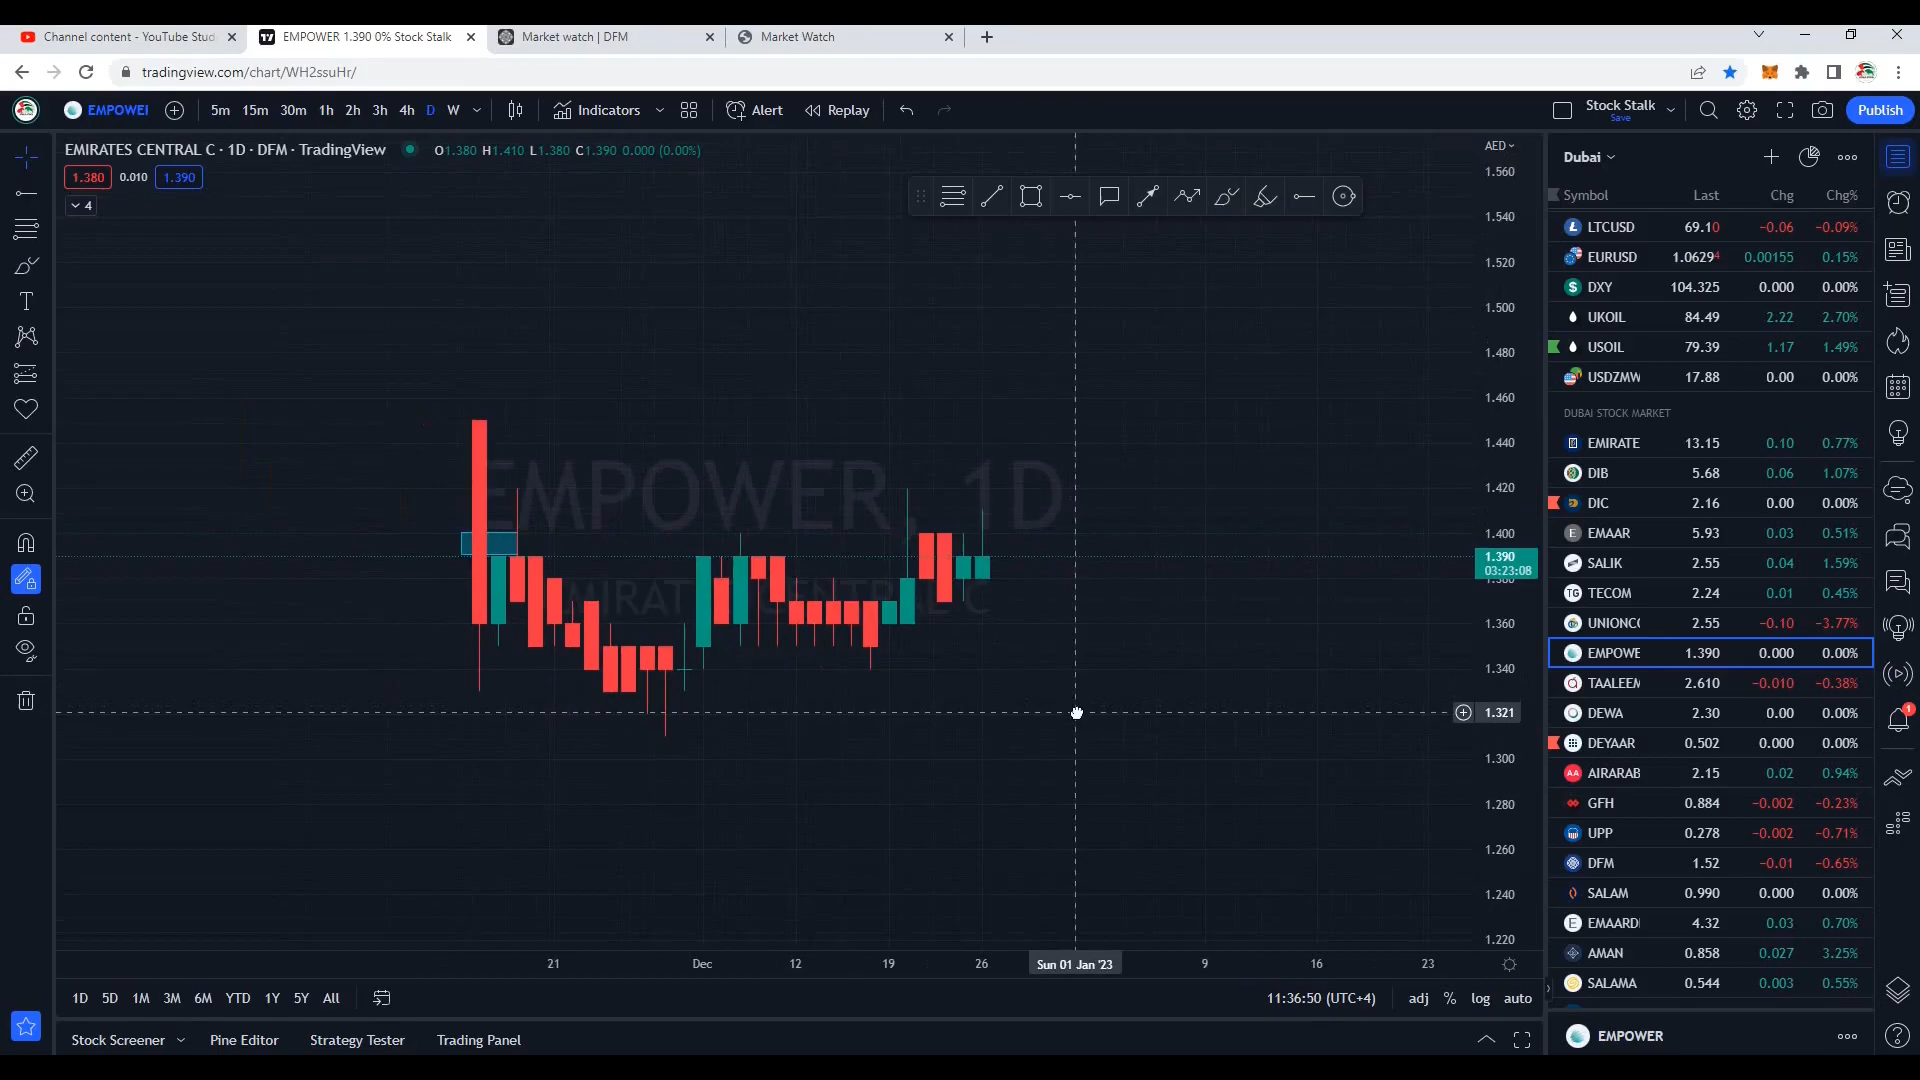 Channel content - YouTube Stud
EMPOWER 1.390 0% Stock Stalk
Market watch | DFM
Market Watch
tradingview.com/chart/WH2ssuHr/
EMPOWEI 5m 15m 30m 1h 2h 3h 4h D W Indicators Alert Replay Stock Stalk Save Publish
EMIRATES CENTRAL C · 1D · DFM · TradingView O1.380 H1.410 L1.380 C1.390 0.000 (0.00%)
1.380 0.010 1.390
4
AED
1.560
1.540
1.520
1.500
1.480
1.460
1.440
1.420
1.400
1.390
03:23:08
1.360
1.340
1.321
1.300
1.280
1.260
1.240
1.220
EMPOWER, 1D
EMIRATES CENTRAL C
21 Dec 12 19 26 Sun 01 Jan '23 9 16 23
1D 5D 1M 3M 6M YTD 1Y 5Y All 11:36:50 (UTC+4) adj % log auto
Stock Screener Pine Editor Strategy Tester Trading Panel
Dubai
Symbol Last Chg Chg%
LTCUSD 69.10 −0.06 −0.09%
EURUSD 1.06294 0.00155 0.15%
DXY 104.325 0.000 0.00%
UKOIL 84.49 2.22 2.70%
USOIL 79.39 1.17 1.49%
USDZMW 17.88 0.00 0.00%
DUBAI STOCK MARKET
EMIRATE 13.15 0.10 0.77%
DIB 5.68 0.06 1.07%
DIC 2.16 0.00 0.00%
EMAAR 5.93 0.03 0.51%
SALIK 2.55 0.04 1.59%
TECOM 2.24 0.01 0.45%
UNIONC 2.55 −0.10 −3.77%
EMPOWE 1.390 0.000 0.00%
TAALEEM 2.610 −0.010 −0.38%
DEWA 2.30 0.00 0.00%
DEYAAR 0.502 0.000 0.00%
AIRARAB 2.15 0.02 0.94%
GFH 0.884 −0.002 −0.23%
UPP 0.278 −0.002 −0.71%
DFM 1.52 −0.01 −0.65%
SALAM 0.990 0.000 0.00%
EMAARD 4.32 0.03 0.70%
AMAN 0.858 0.027 3.25%
SALAMA 0.544 0.003 0.55%
EMPOWER
1